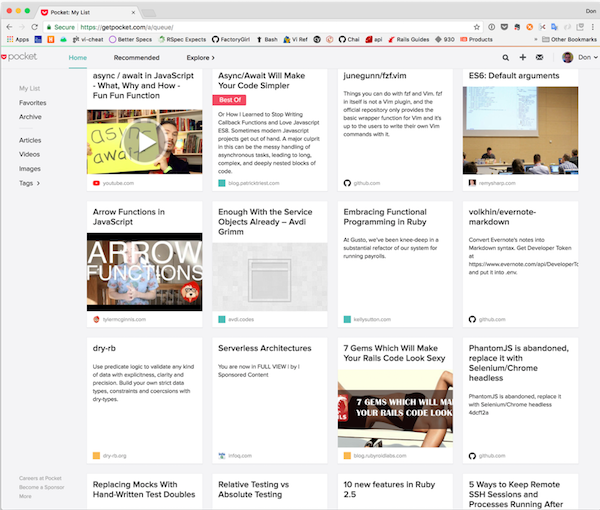 Pocket: My List
Don
Secure
https://getpocket.com/a/queue/
Apps
vi-cheat
Better Specs
RSpec Expects
FactoryGirl
Bash
Vi Ref
My Chai
api
Rails Guides
930
Products
Other Bookmarks
pocket
Home
Recommended
Explore
Don
My List
Favorites
Archive
Articles
Videos
Images
Tags
async / await in JavaScript
- What, Why and How -
Fun Fun Function
async
await
youtube.com
Async/Await Will Make
Your Code Simpler
Best Of
Or How I Learned to Stop Writing
Callback Functions and Love Javascript
ES8. Sometimes modern Javascript
projects get out of hand. A major culprit
in this can be the messy handling of
asynchronous tasks, leading to long,
complex, and deeply nested blocks of
code.
blog.patricktriest.com
junegunn/fzf.vim
Things you can do with fzf and Vim. fzf
in itself is not a Vim plugin, and the
official repository only provides the
basic wrapper function for Vim and it's
up to the users to write their own Vim
commands with it.
github.com
ES6: Default arguments
remysharp.com
Arrow Functions in
JavaScript
ARROW
FUNCTIONS
tylermcginnis.com
Enough With the Service
Objects Already – Avdi
Grimm
avdi.codes
Embracing Functional
Programming in Ruby
At Gusto, we've been knee-deep in a
substantial refactor of our system for
running payrolls.
kellysutton.com
volkhin/evernote-
markdown
Convert Evernote's notes into
Markdown syntax. Get Developer Token
at
https://www.evernote.com/api/DeveloperTo
and put it into .env.
github.com
dry-rb
Use predicate logic to validate any kind
of data with explicitness, clarity and
precision. Build your own strict data
types, constraints and coercions with
dry-types.
dry-rb.org
Serverless Architectures
You are now in FULL VIEW | by |
Sponsored Content
7 Gems Which Will Make
Your Rails Code Look Sexy
7 GEMS WHICH WILL MA
YOUR RAILS CODE LOOK
blog.rubyroidlabs.com
PhantomJS is abandoned,
replace it with
Selenium/Chrome
headless
PhantomJS is abandoned, replace it
with Selenium/Chrome headless
github.com
Careers at Pocket
Become a Sponsor
More
Replacing Mocks With
Hand-Written Test Doubles
Relative Testing vs
Absolute Testing
10 new features in Ruby
2.5
5 Ways to Keep Remote
SSH Sessions and
Processes Running After